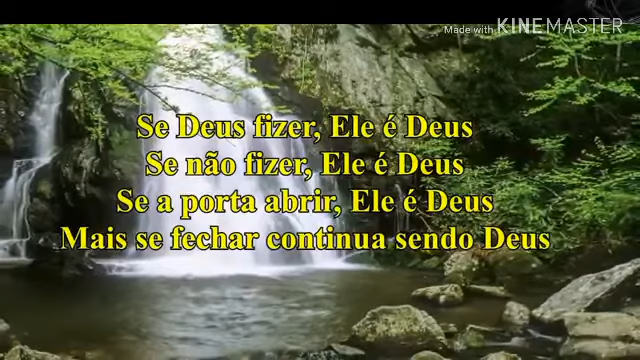 Made with KINEMASTER
Se Deus fizer, Ele é Deus
Se não fizer, Ele é Deus
Se a porta abrir, Ele é Deus
Mais se fechar continua sendo Deus